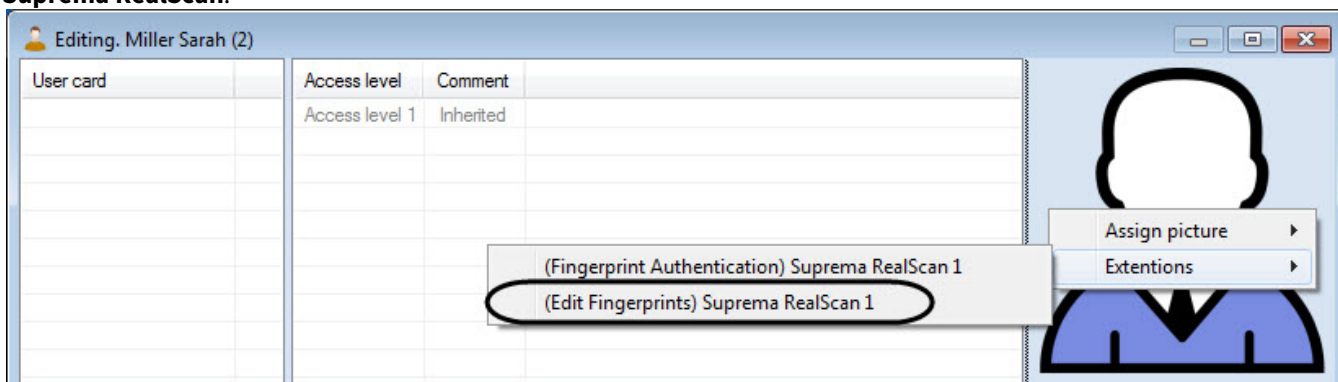 Suprema RealScan.
Editing. Miller Sarah (2)
User card
Access level Comment
Access level 1 Inherited
Assign picture
Extentions
(Fingerprint Authentication) Suprema RealScan 1
(Edit Fingerprints) Suprema RealScan 1